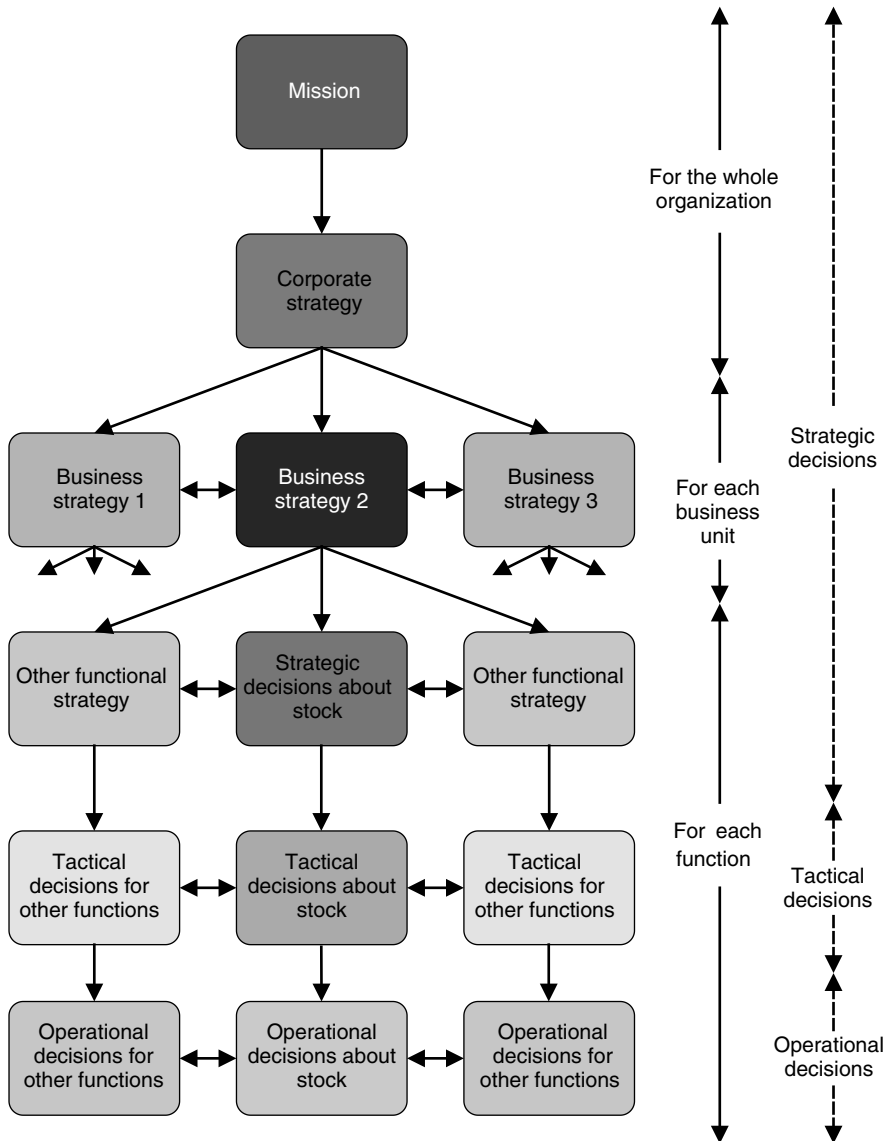 Mission
For the whole
organization
Corporate
strategy
Strategic
decisions
Business
strategy 1
Business
strategy 2
Business
strategy 3
For each
business
unit
Other functional
strategy
Strategic
decisions about
stock
Other functional
strategy
For each
function
Tactical
decisions for
other functions
Tactical
decisions about
stock
Tactical
decisions for
other functions
Tactical
decisions
Operational
decisions for
other functions
Operational
decisions about
stock
Operational
decisions for
other functions
Operational
decisions